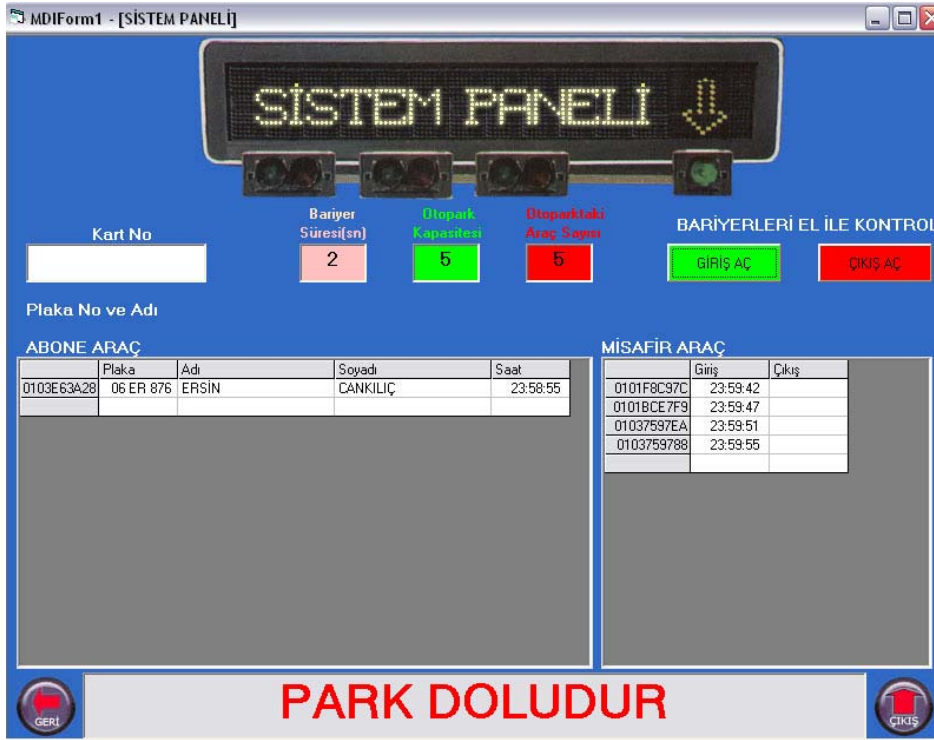 MDIForm1 - [SİSTEM PANELİ]
SİSTEM PANELİ
Kart No
Bariyer Süresi(sn)
2
Otopark Kapasitesi
5
Otoparktaki Araç Sayısı
5
BARİYERLERİ EL İLE KONTROL
GİRİŞ AÇ
ÇIKIŞ AÇ
Plaka No ve Adı
ABONE ARAÇ
Plaka Adı Soyadı Saat
0103E63A28 06 ER 876 ERSİN CANKILIÇ 23:58:55
MİSAFİR ARAÇ
Giriş Çıkış
0101F8C97C 23:59:42
0101BCE7F9 23:59:47
01037597EA 23:59:51
0103759788 23:59:55
GERİ
PARK DOLUDUR
ÇIKIŞ